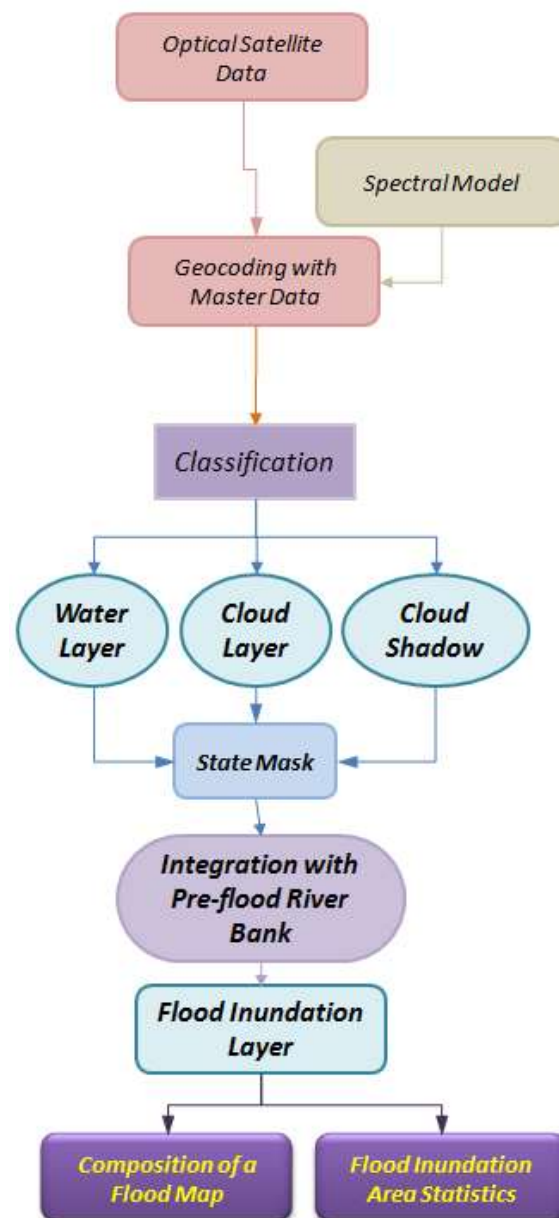 Optical Satellite
Data
Spectral Model
Geocoding with
Master Data
Classification
Water
Layer
Cloud
Layer
Cloud
Shadow
State Mask
Integration with
Pre-flood River
Bank
Flood Inundation
Layer
Composition of a
Flood Map
Flood Inundation
Area Statistics